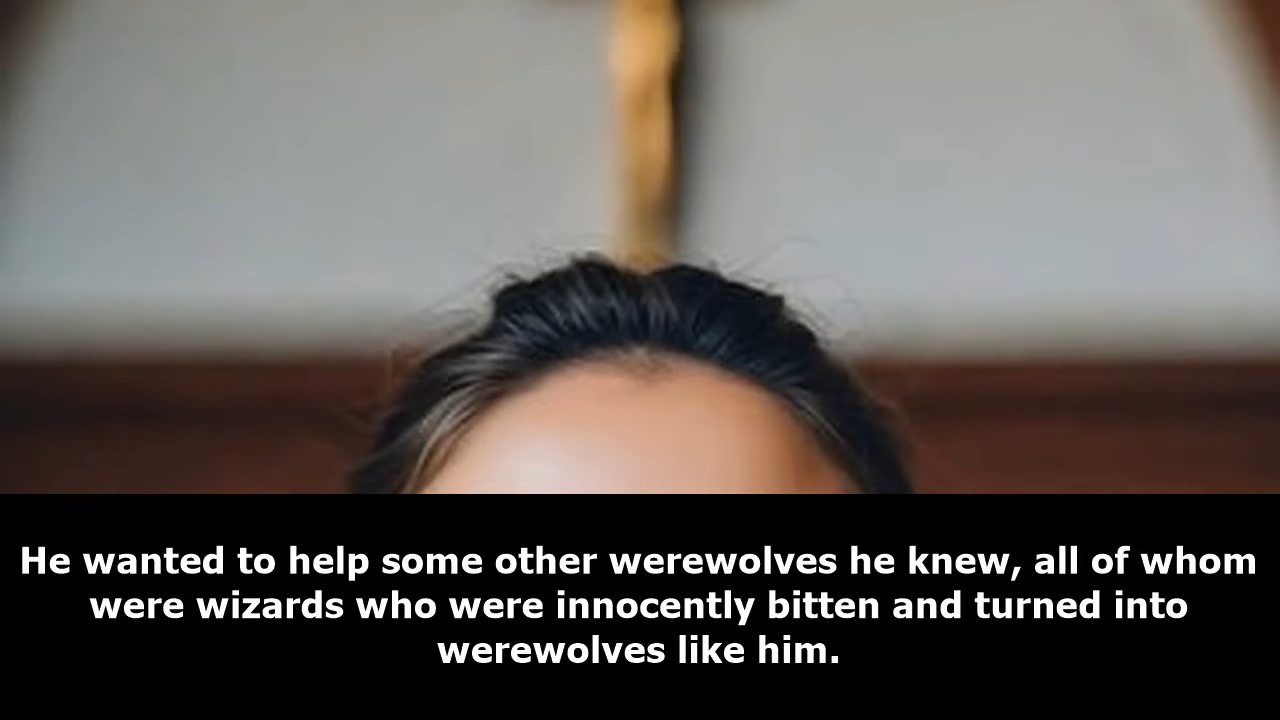 He wanted to help some other werewolves he knew, all of whom
were wizards who were innocently bitten and turned into
werewolves like him.